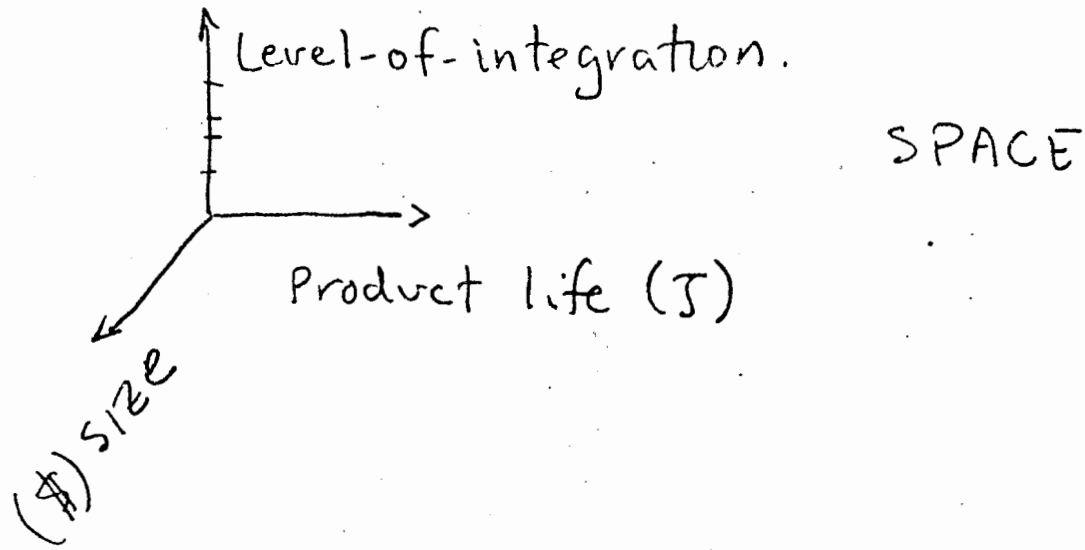 Level-of-integration.
SPACE
Product life (J)
($) size